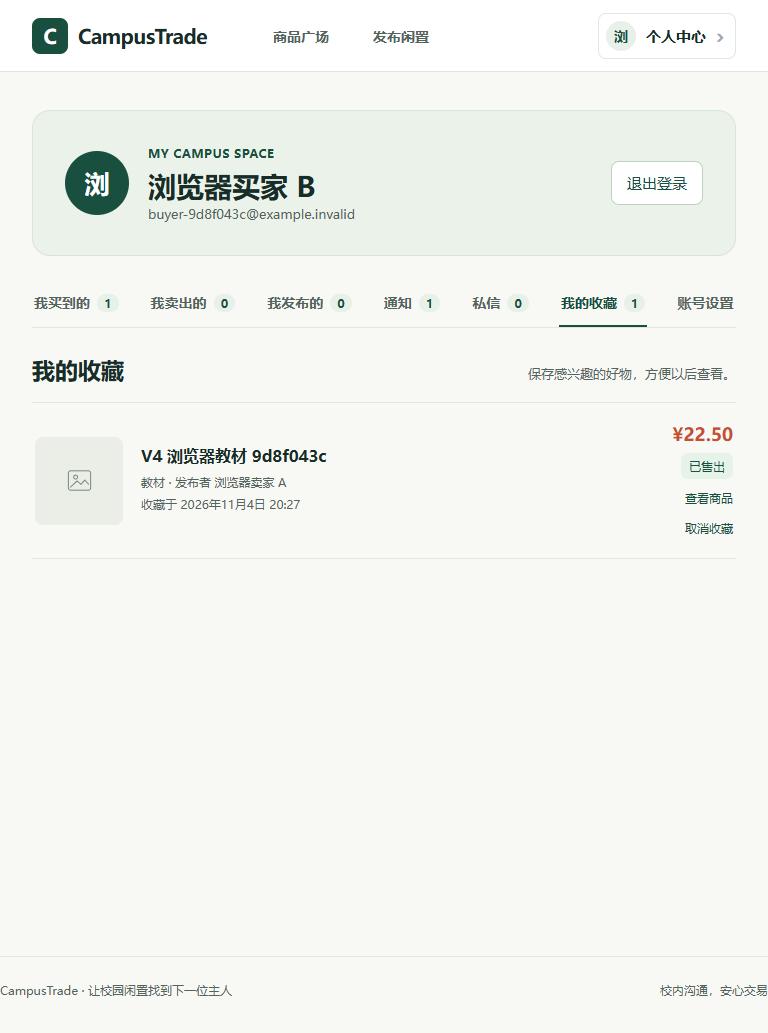 C CampusTrade 商品广场 发布闲置 浏 个人中心 ›
浏
MY CAMPUS SPACE
浏览器买家 B
buyer-9d8f043c@example.invalid
退出登录
我买到的 1 我卖出的 0 我发布的 0 通知 1 私信 0 我的收藏 1 账号设置
我的收藏
保存感兴趣的好物，方便以后查看。
V4 浏览器教材 9d8f043c
教材 · 发布者 浏览器卖家 A
收藏于 2026年11月4日 20:27
¥22.50
已售出
查看商品
取消收藏
CampusTrade · 让校园闲置找到下一位主人
校内沟通，安心交易